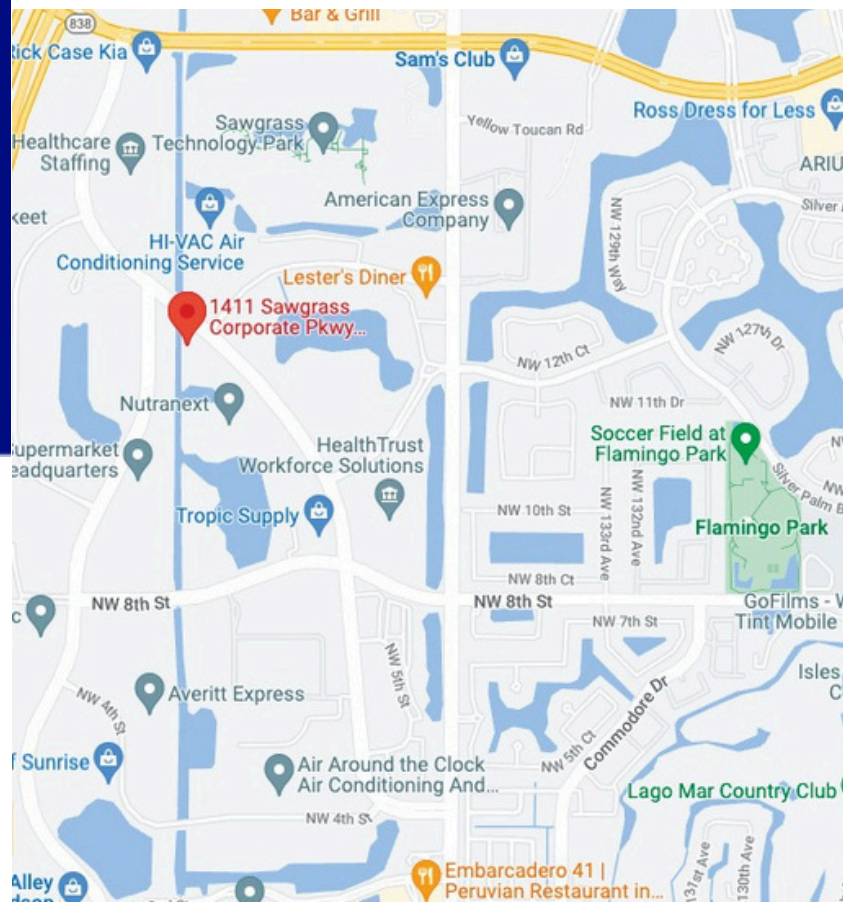 Bar & Grill
838
Rick Case Kia
Sam's Club
Ross Dress for Less
Yellow Toucan Rd
Sawgrass
Technology Park
Healthcare
Staffing
ARIU
American Express
Company
Silver
keet
NW 129th Way
HI-VAC Air
Conditioning Service
Lester's Diner
1411 Sawgrass
Corporate Pkwy...
NW 127th Dr
NW 12th Ct
NW 11th Dr
Nutranext
Soccer Field at
Flamingo Park
HealthTrust
Workforce Solutions
Supermarket
eadquarters
Silver Palm B
NW
NW
NW 10th St
NW 133rd Ave
NW 132nd Ave
Tropic Supply
Flamingo Park
NW 8th Ct
NW 8th St
NW 8th St
GoFilms - W
Tint Mobile
c
NW 7th St
NW 5th St
Isles
C
Averitt Express
NW 4th St
Commodore Dr
NW 5th Ct
f Sunrise
Air Around the Clock
Air Conditioning And...
Lago Mar Country Club
NW 4th St
131st Ave
130th Ave
Embarcadero 41 |
Peruvian Restaurant in...
Alley